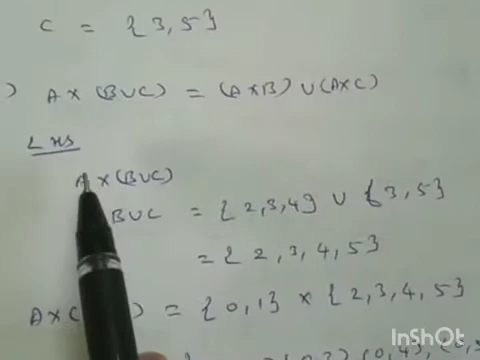 C = {3,5}
) A × (B∪C) = (A×B) ∪ (A×C)
LHS
A × (B∪C)
B∪C = {2,3,4} ∪ {3,5}
= {2,3,4,5}
A×( ) = {0,1} × {2,3,4,5}
InShOt